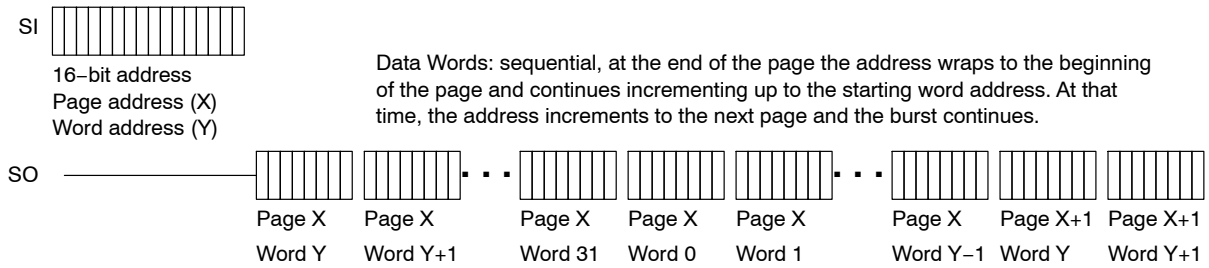 SI
16−bit address
Page address (X)
Word address (Y)
Data Words: sequential, at the end of the page the address wraps to the beginning
of the page and continues incrementing up to the starting word address. At that
time, the address increments to the next page and the burst continues.
SO
Page X Page X Page X Page X Page X Page X Page X+1 Page X+1
Word Y Word Y+1 Word 31 Word 0 Word 1 Word Y−1 Word Y Word Y+1